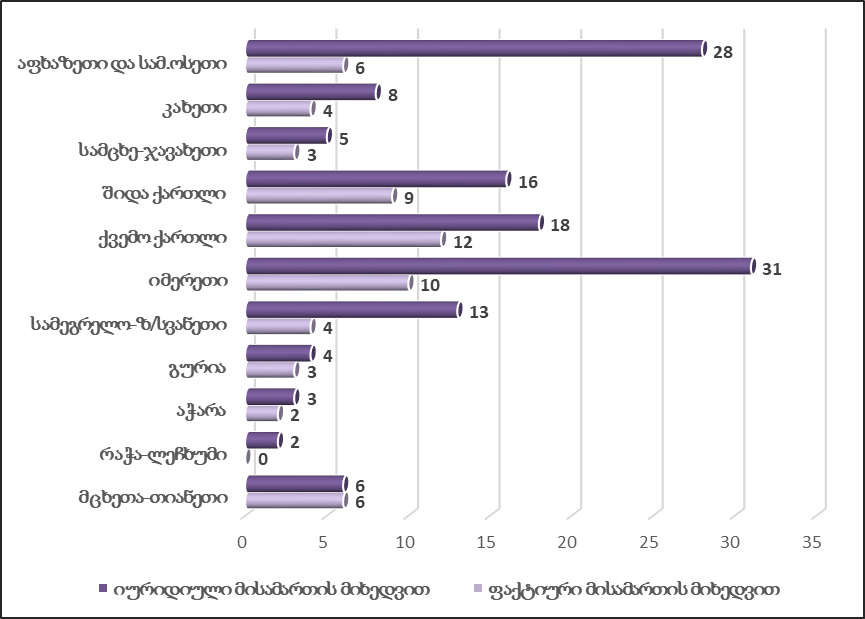 აფხაზეთი და სამ.ოსეთი
28
6
კახეთი
8
4
სამცხე-ჯავახეთი
5
3
შიდა ქართლი
16
9
ქვემო ქართლი
18
12
იმერეთი
31
10
სამეგრელო-ზ/სვანეთი
13
4
გურია
4
3
აჭარა
3
2
რაჭა-ლეჩხუმი
2
0
მცხეთა-თიანეთი
6
6
0 5 10 15 20 25 30 35
იურიდიული მისამართის მიხედვით ფაქტიური მისამართის მიხედვით